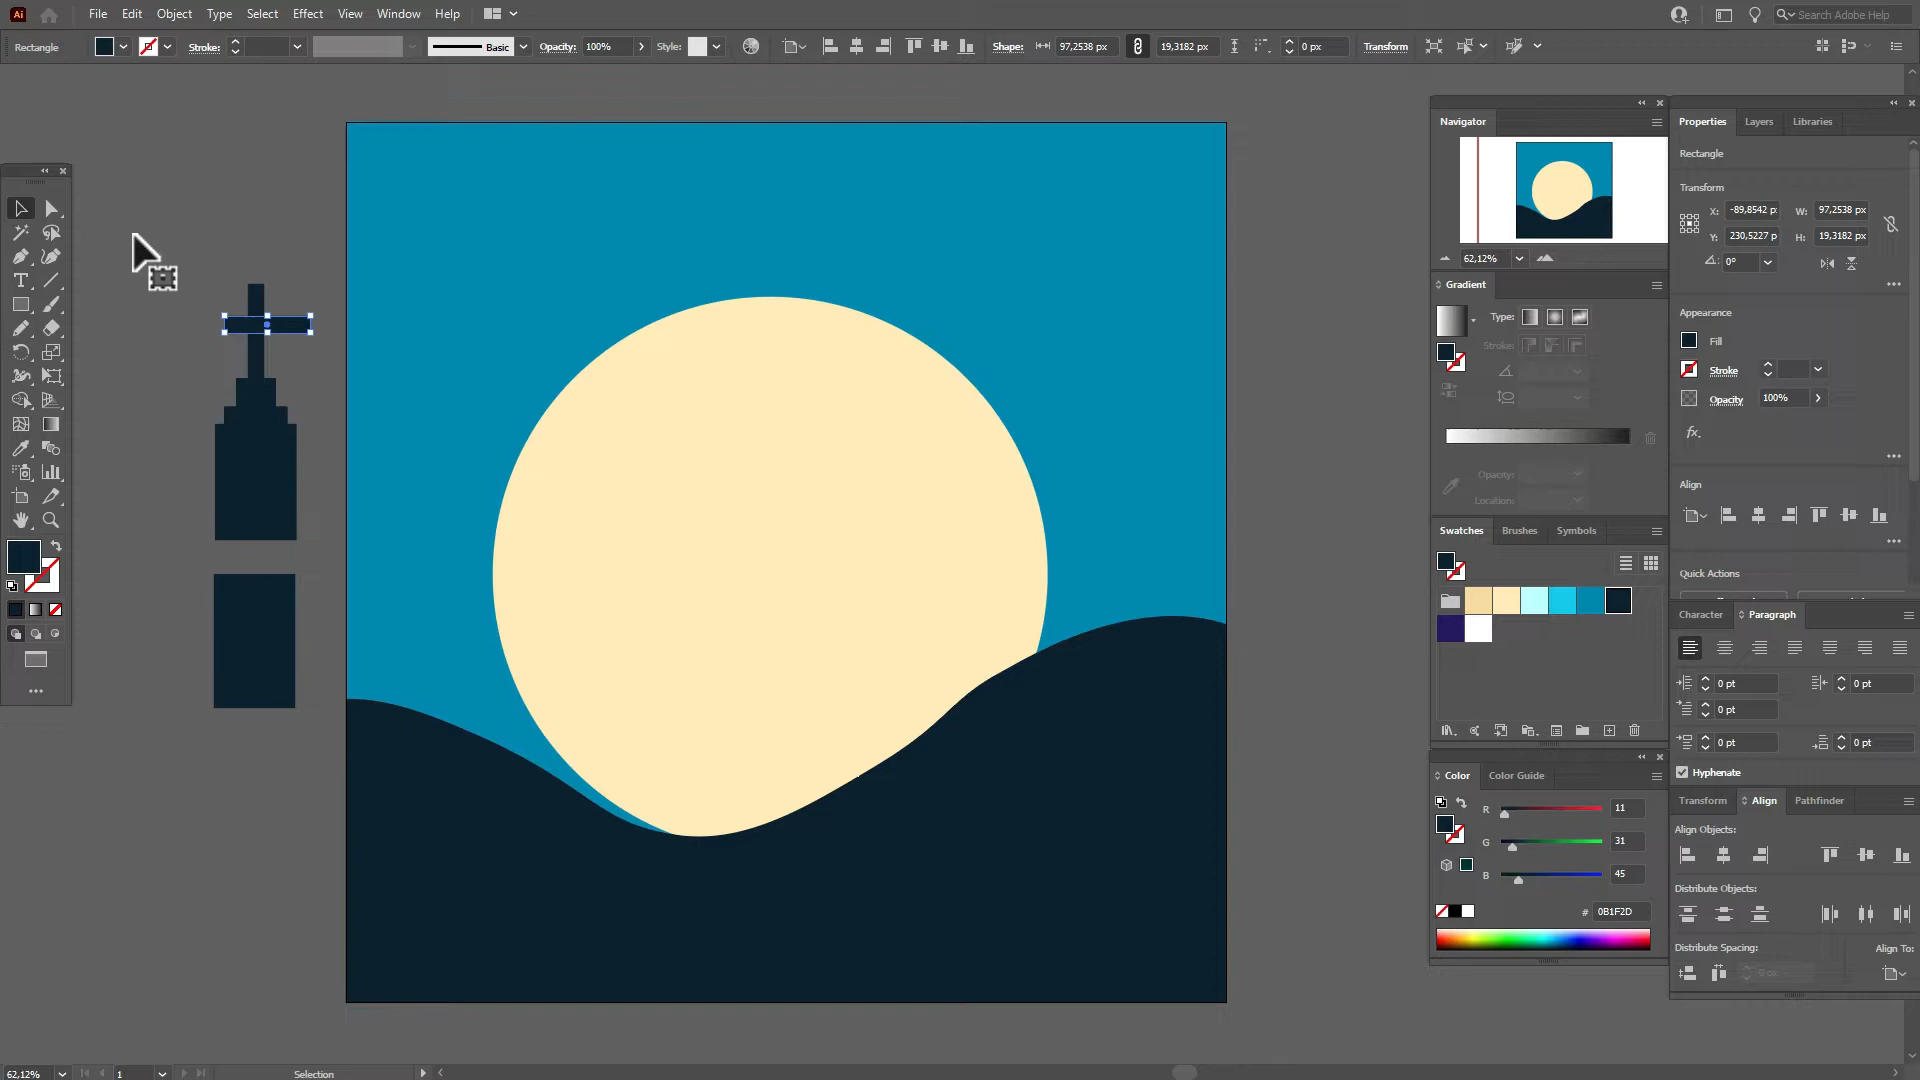 Ai File Edit Object Type Select Effect View Window Help Search Adobe Help
Rectangle Stroke: Basic Opacity: 100% Style: Shape: 97,2538 px 19,3182 px 0 px Transform
Navigator
62,12%
Gradient
Type:
Stroke:
Opacity:
Location:
Swatches Brushes Symbols
Color Color Guide
R 11
G 31
B 45
# 0B1F2D
Properties Layers Libraries
Rectangle
Transform
X: -89,8542 p W: 97,2538 px
Y: 230,5227 p H: 19,3182 px
0°
Appearance
Fill
Stroke
Opacity 100%
fx.
Align
Quick Actions
Character Paragraph
0 pt 0 pt
0 pt
0 pt 0 pt
Hyphenate
Transform Align Pathfinder
Align Objects:
Distribute Objects:
Distribute Spacing: Align To:
62,12% 1 Selection